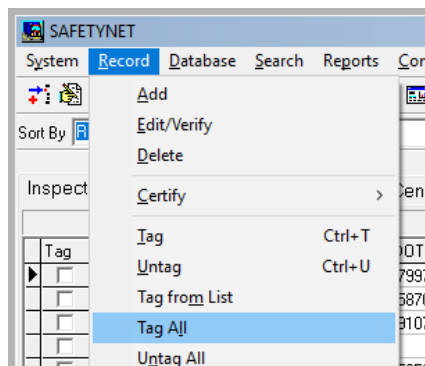 SAFETYNET
System Record Database Search Reports
Add
Edit/Verify
Sort By
Delete
Inspect
Certify >
Tag
Tag Ctrl+T
Untag Ctrl+U
Tag from List
Tag All
Untag All